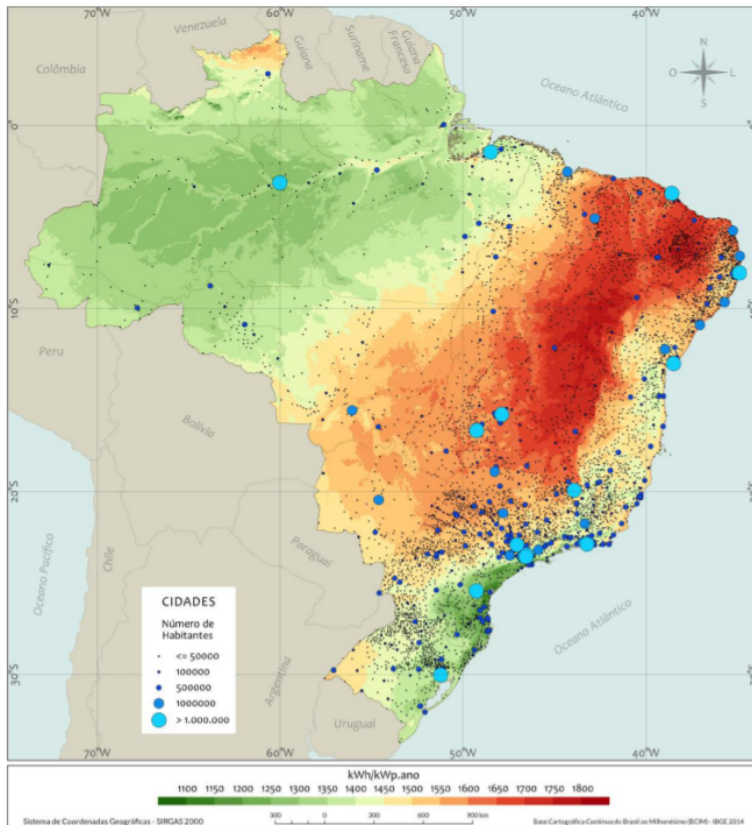 Venezuela
Colômbia
Guiana
Suriname
Guiana
Francesa
N
O
L
S
Oceano Atlântico
0°
0°
10°S
10°S
Peru
Bolívia
20°S
20°S
Paraguai
Chile
Oceano Pacífico
Oceano Atlântico
Argentina
30°S
30°S
Uruguai
CIDADES
Número de
Habitantes
<= 50000
100000
500000
1000000
> 1.000.000
70°W
60°W
50°W
40°W
70°W
60°W
50°W
40°W
kWh/kWp.ano
1100 1150 1200 1250 1300 1350 1400 1450 1500 1550 1600 1650 1700 1750 1800
300 0 300 600 900 km
Sistema de Coordenadas Geográficas - SIRGAS 2000
Base Cartográfica Contínua do Brasil ao Milionésimo (BCIM) - IBGE 2014